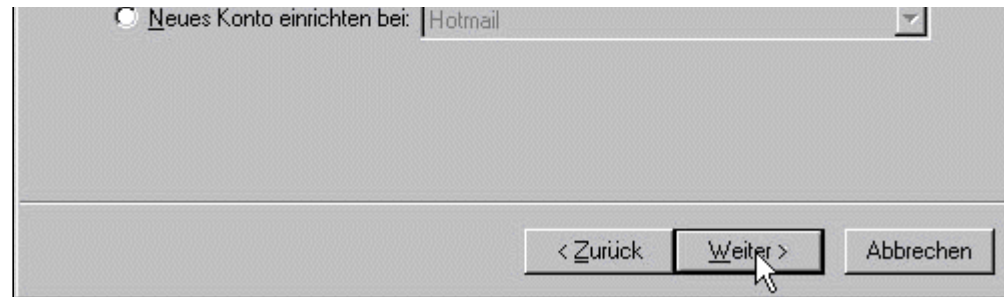 Neues Konto einrichten bei: Hotmail
< Zurück Weiter > Abbrechen